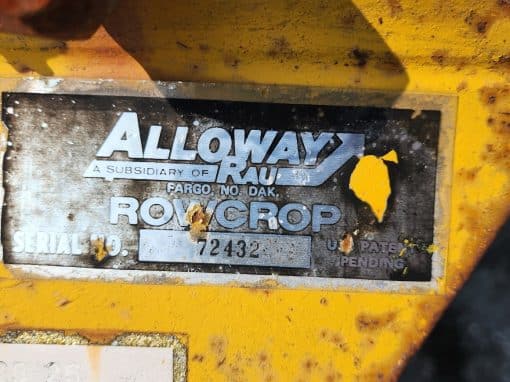 ALLOWAY
A SUBSIDIARY OF RAU
FARGO, NO. DAK.
ROWCROP
SERIAL NO. 72432
PENDING